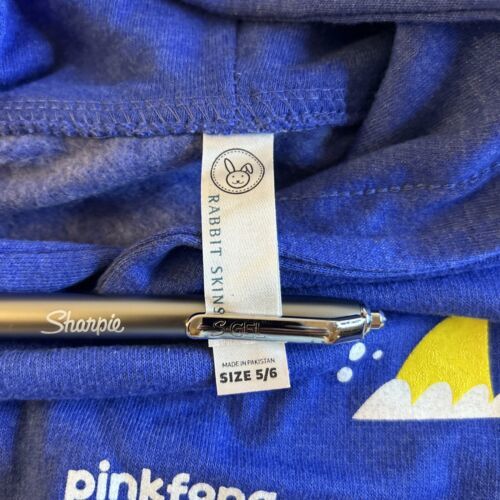 RABBIT SKINS
Sharpie
S·GEL
MADE IN PAKISTAN
SIZE 5/6
pinkfong